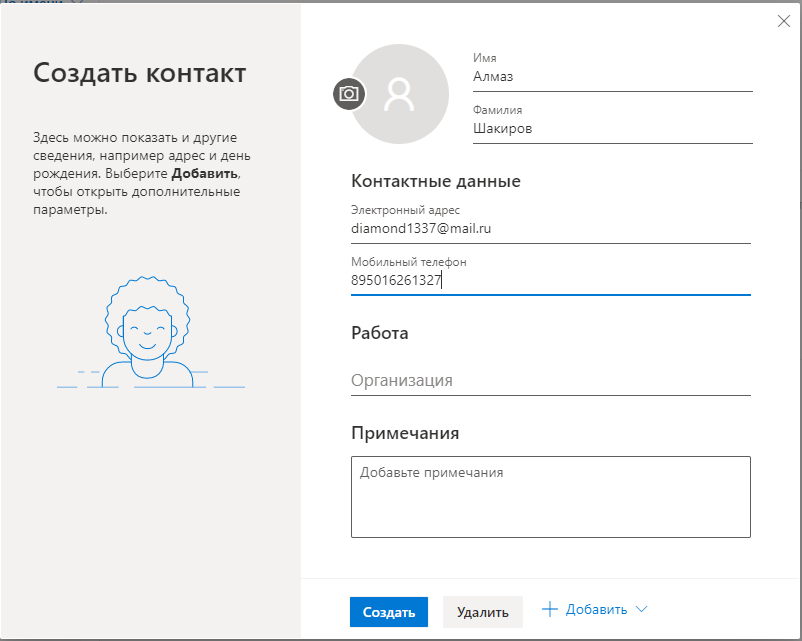 Создать контакт
Здесь можно показать и другие
сведения, например адрес и день
рождения. Выберите Добавить,
чтобы открыть дополнительные
параметры.
Имя
Алмаз
Фамилия
Шакиров
Контактные данные
Электронный адрес
diamond1337@mail.ru
Мобильный телефон
895016261327
Работа
Организация
Примечания
Добавьте примечания
Создать
Удалить
Добавить